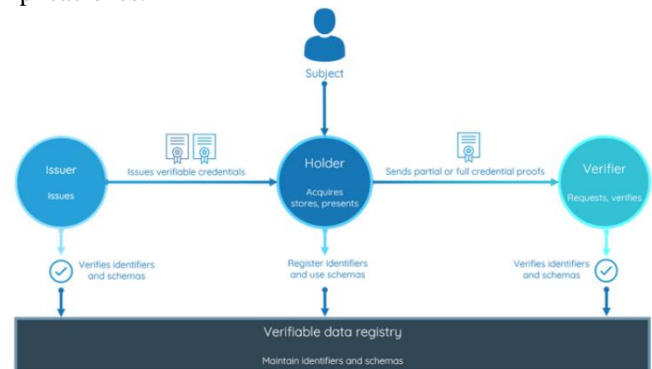 Subject
Issuer
Issues
Issues verifiable credentials
Holder
Acquires
stores, presents
Sends partial or full credential proofs
Verifier
Requests, verifies
Verifies identifiers
and schemas
Register identifiers
and use schemas
Verifies identifiers
and schemas
Verifiable data registry
Maintain identifiers and schemas